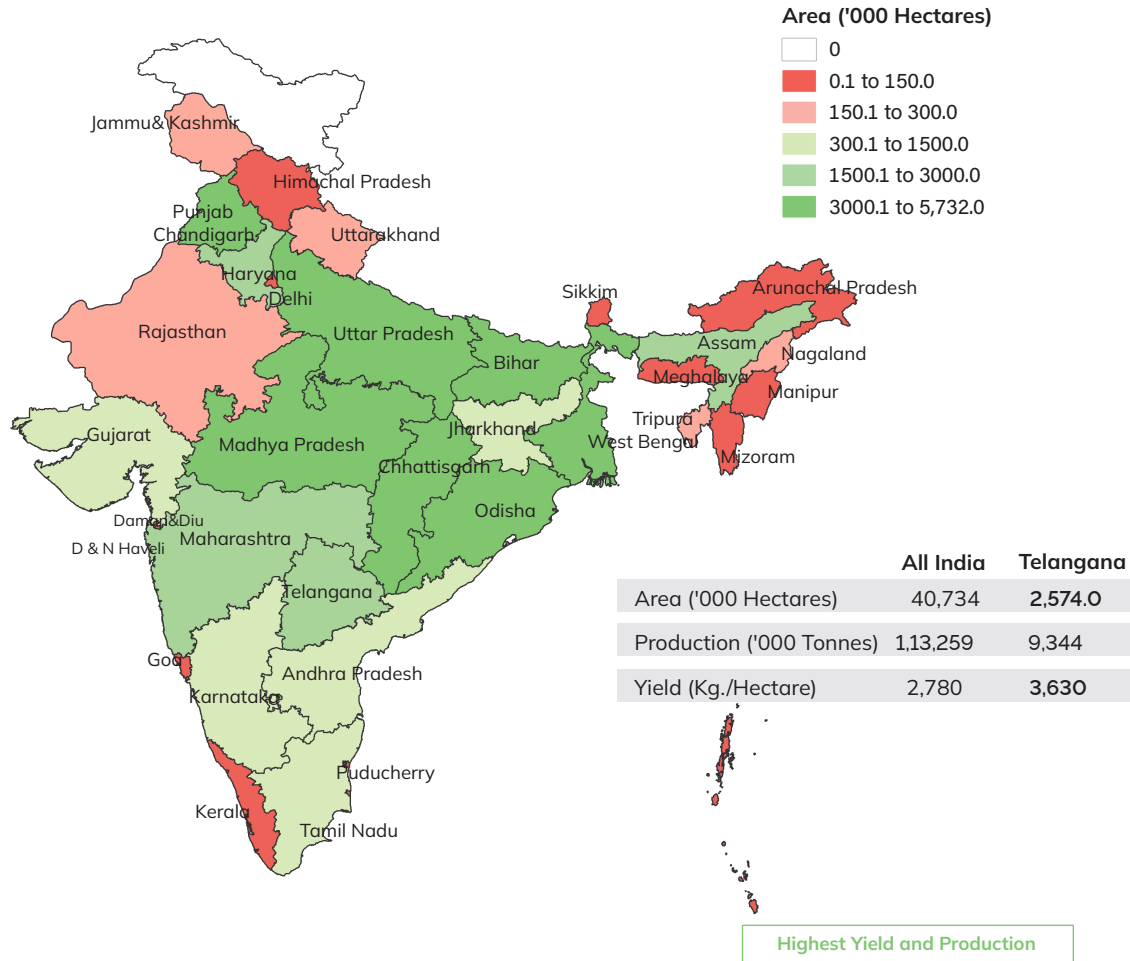 Area ('000 Hectares)
0
0.1 to 150.0
150.1 to 300.0
300.1 to 1500.0
1500.1 to 3000.0
3000.1 to 5,732.0
Jammu& Kashmir
Himachal Pradesh
Punjab
Chandigarh
Uttarakhand
Haryana
Delhi
Sikkim
Arunachal Pradesh
Rajasthan
Uttar Pradesh
Assam
Bihar
Nagaland
Meghalaya
Manipur
Tripura
Gujarat
Jharkhand
Madhya Pradesh
West Bengal
Mizoram
Chhattisgarh
Odisha
Daman&Diu
Maharashtra
D & N Haveli
Telangana
Goa
Andhra Pradesh
Karnataka
Puducherry
Kerala
Tamil Nadu
All India Telangana
Area ('000 Hectares) 40,734 2,574.0
Production ('000 Tonnes) 1,13,259 9,344
Yield (Kg./Hectare) 2,780 3,630
Highest Yield and Production